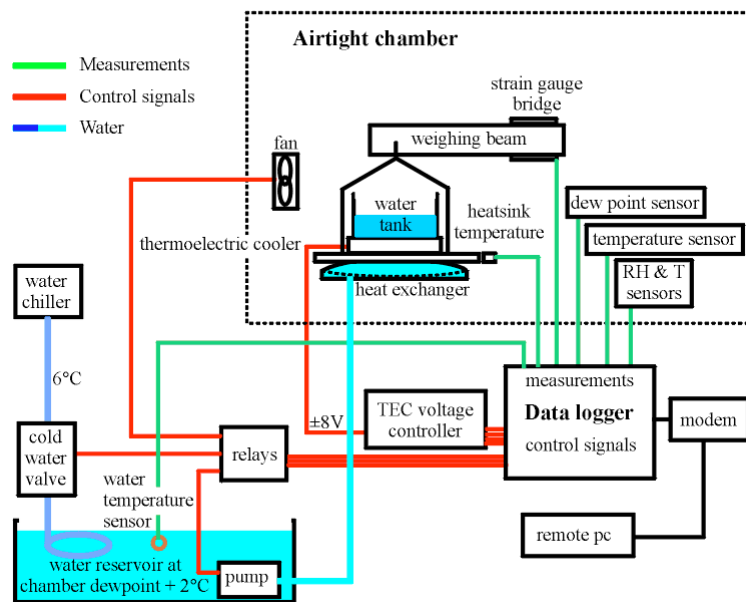 Airtight chamber
Measurements
Control signals
Water
strain gauge
bridge
weighing beam
fan
water
tank
heatsink
temperature
dew point sensor
thermoelectric cooler
temperature sensor
RH & T
sensors
heat exchanger
water
chiller
6°C
measurements
Data logger
control signals
TEC voltage
controller
±8V
modem
cold
water
valve
relays
water
temperature
sensor
remote pc
water reservoir at
chamber dewpoint + 2°C
pump